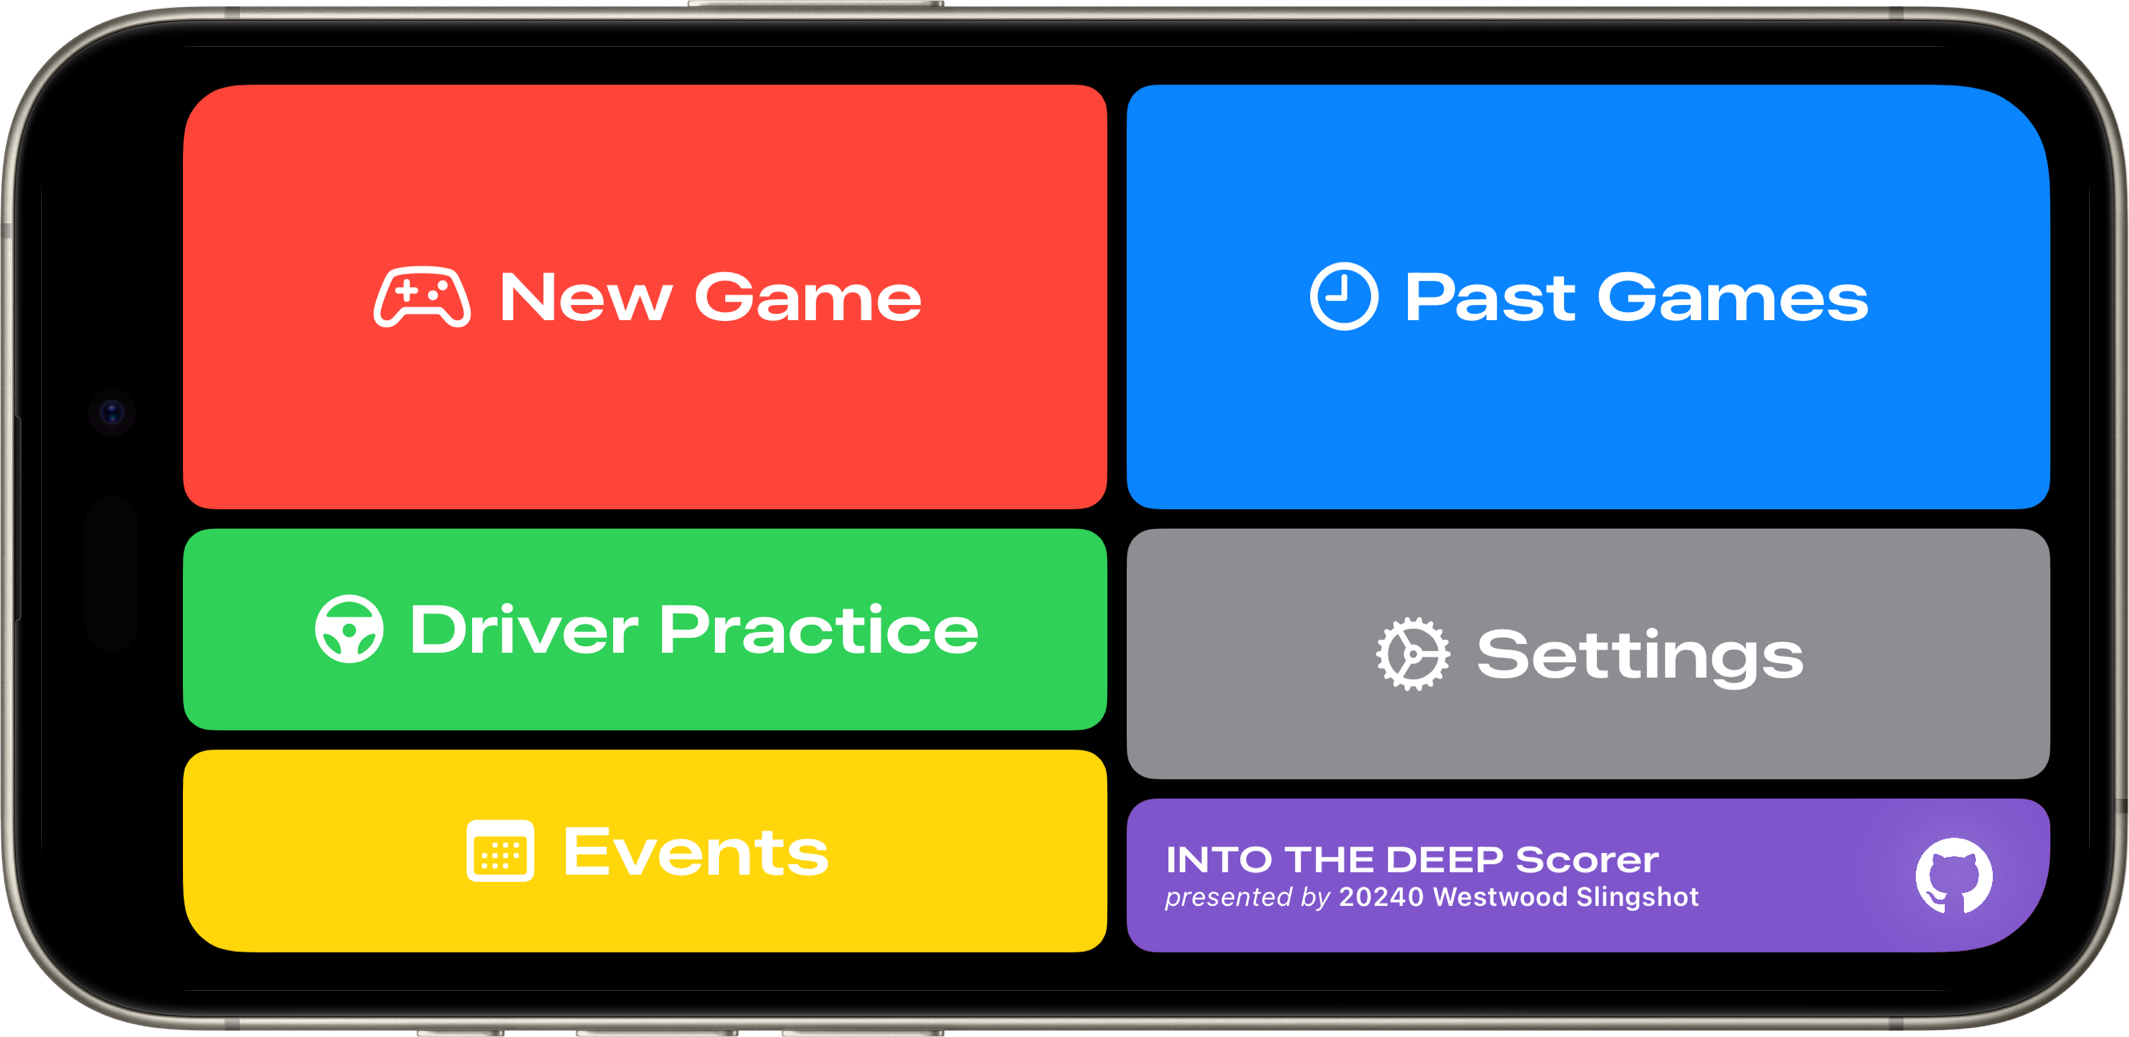 New Game
Past Games
Driver Practice
Settings
Events
INTO THE DEEP Scorer
presented by 20240 Westwood Slingshot